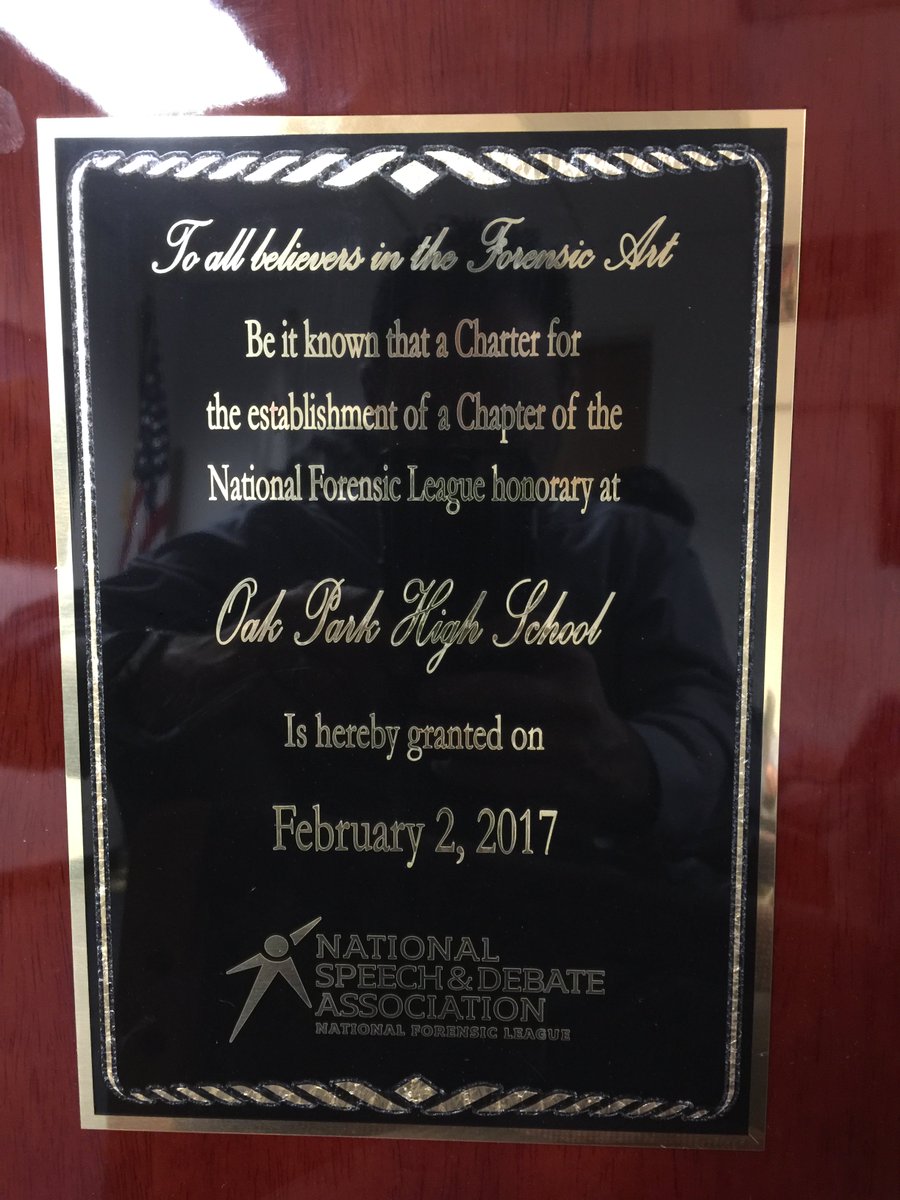 To all believers in the Forensic Art
Be it known that a Charter for
the establishment of a Chapter of the
National Forensic League honorary at
Oak Park High School
Is hereby granted on
February 2, 2017
NATIONAL
SPEECH & DEBATE
ASSOCIATION
NATIONAL FORENSIC LEAGUE